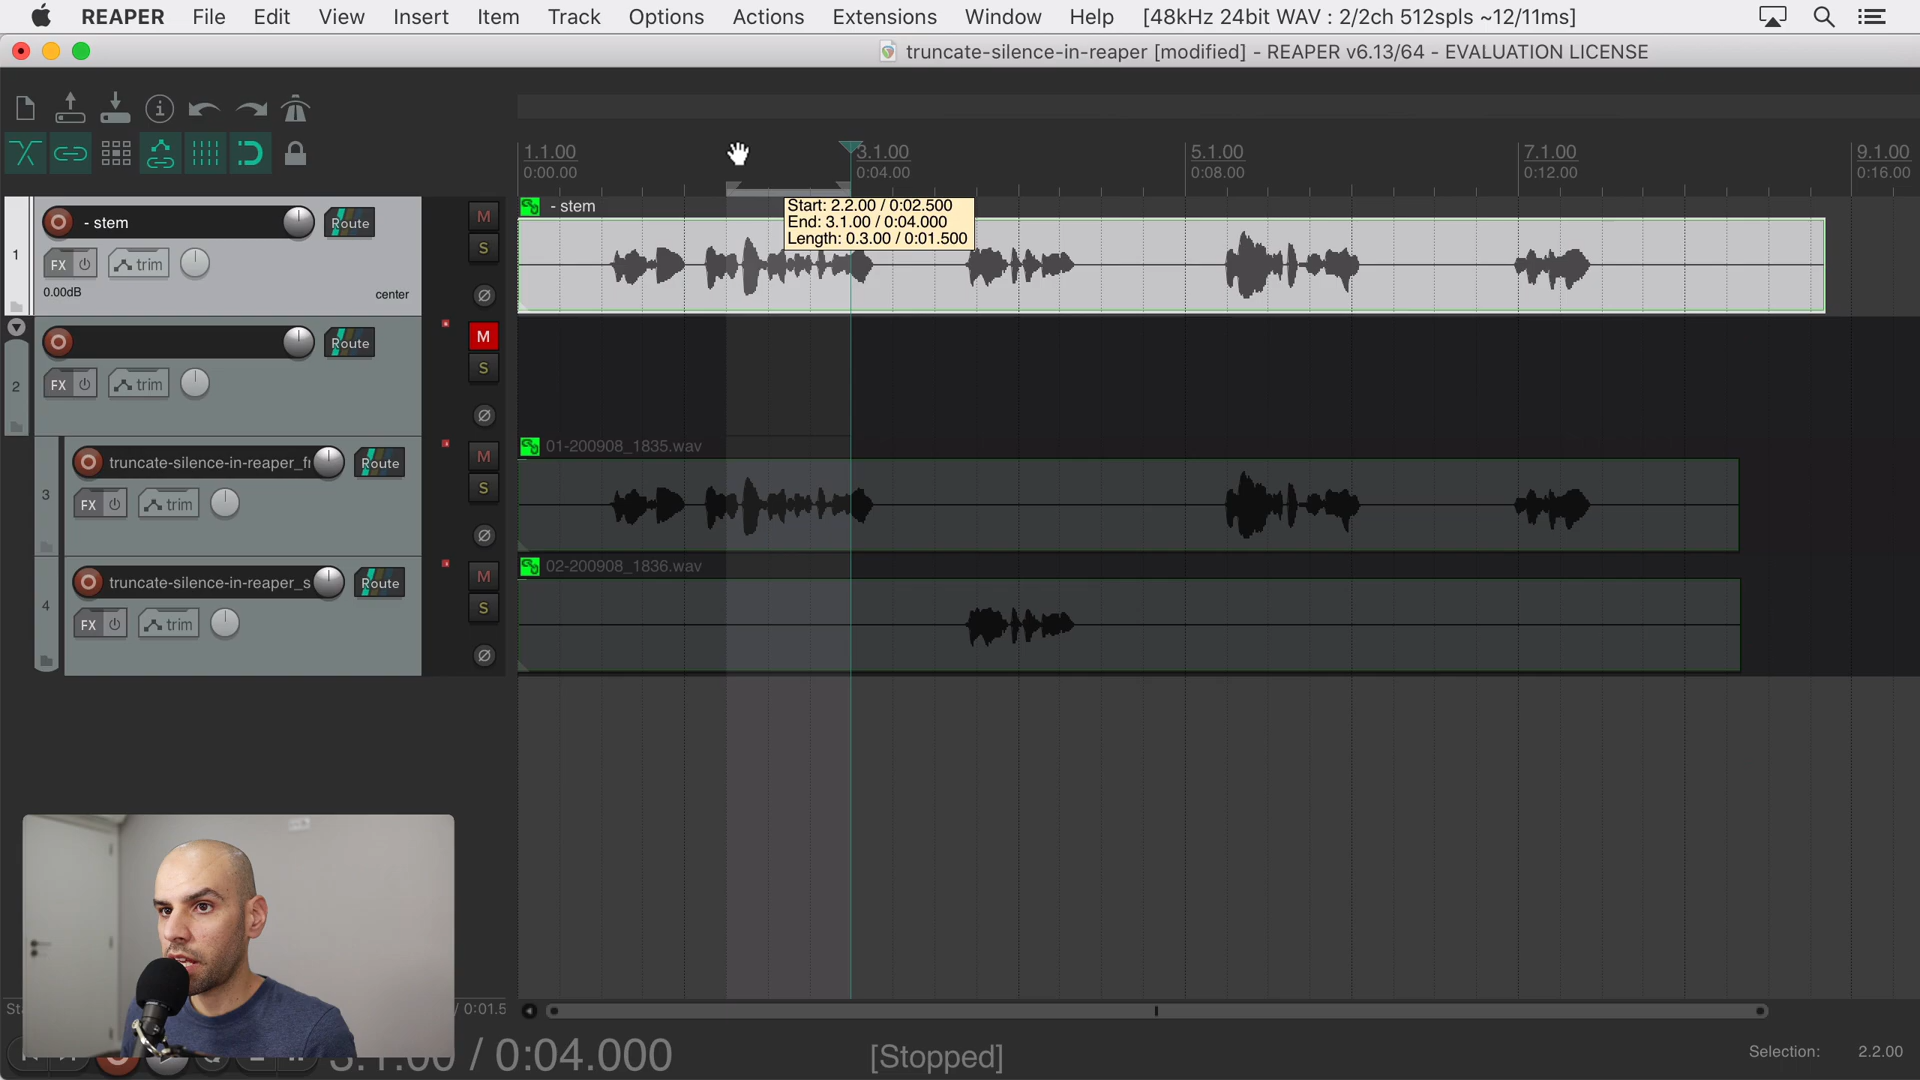 REAPER File Edit View Insert Item Track Options Actions Extensions Window Help [48kHz 24bit WAV : 2/2ch 512spls ~12/11ms]
truncate-silence-in-reaper [modified] - REAPER v6.13/64 - EVALUATION LICENSE
1.1.00 3.1.00 5.1.00 7.1.00 9.1.00
0:00.00 0:04.00 0:08.00 0:12.00 0:16.00
- stem Route M - stem
Start: 2.2.00 / 0:02.500
End: 3.1.00 / 0:04.000
Length: 0.3.00 / 0:01.500
1 FX trim S
0.00dB center
Route M
2 FX trim S
01-200908_1835.wav
truncate-silence-in-reaper_fr Route M
3 FX trim S
02-200908_1836.wav
truncate-silence-in-reaper_s Route M
4 FX trim S
/ 0:01.5
3.1.00 / 0:04.000 [Stopped] Selection: 2.2.00